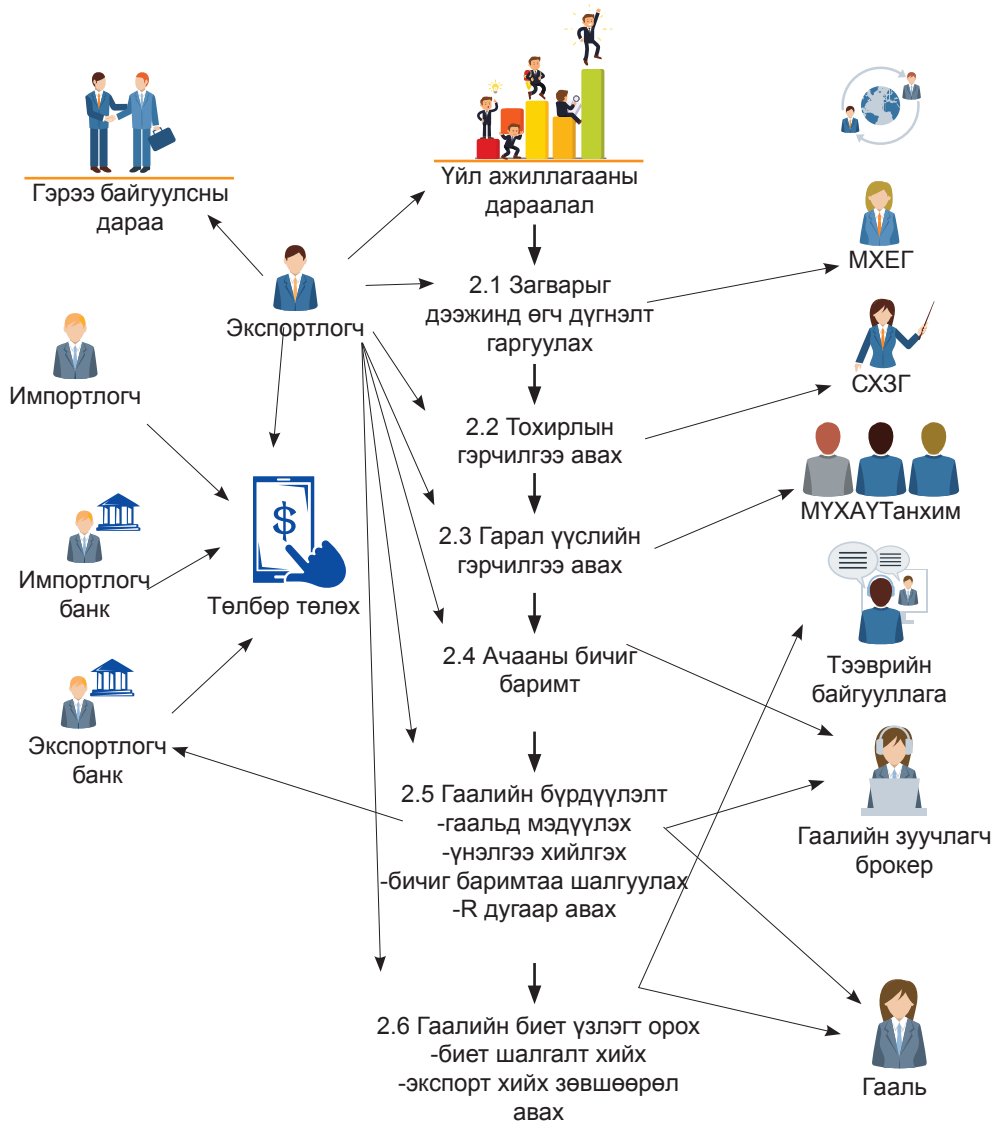 Гэрээ байгуулсны
дараа
Үйл ажиллагааны
дараалал
Экспортлогч
Импортлогч
Импортлогч
банк
Экспортлогч
банк
$
Төлбөр төлөх
2.1 Загварыг
дээжинд өгч дүгнэлт
гаргуулах
2.2 Тохирлын
гэрчилгээ авах
2.3 Гарал үүслийн
гэрчилгээ авах
2.4 Ачааны бичиг
баримт
2.5 Гаалийн бүрдүүлэлт
-гаальд мэдүүлэх
-үнэлгээ хийлгэх
-бичиг баримтаа шалгуулах
-R дугаар авах
2.6 Гаалийн биет үзлэгт орох
-биет шалгалт хийх
-экспорт хийх зөвшөөрөл
авах
МХЕГ
СХЗГ
МҮХАҮТанхим
Тээврийн
байгууллага
Гаалийн зуучлагч
брокер
Гааль